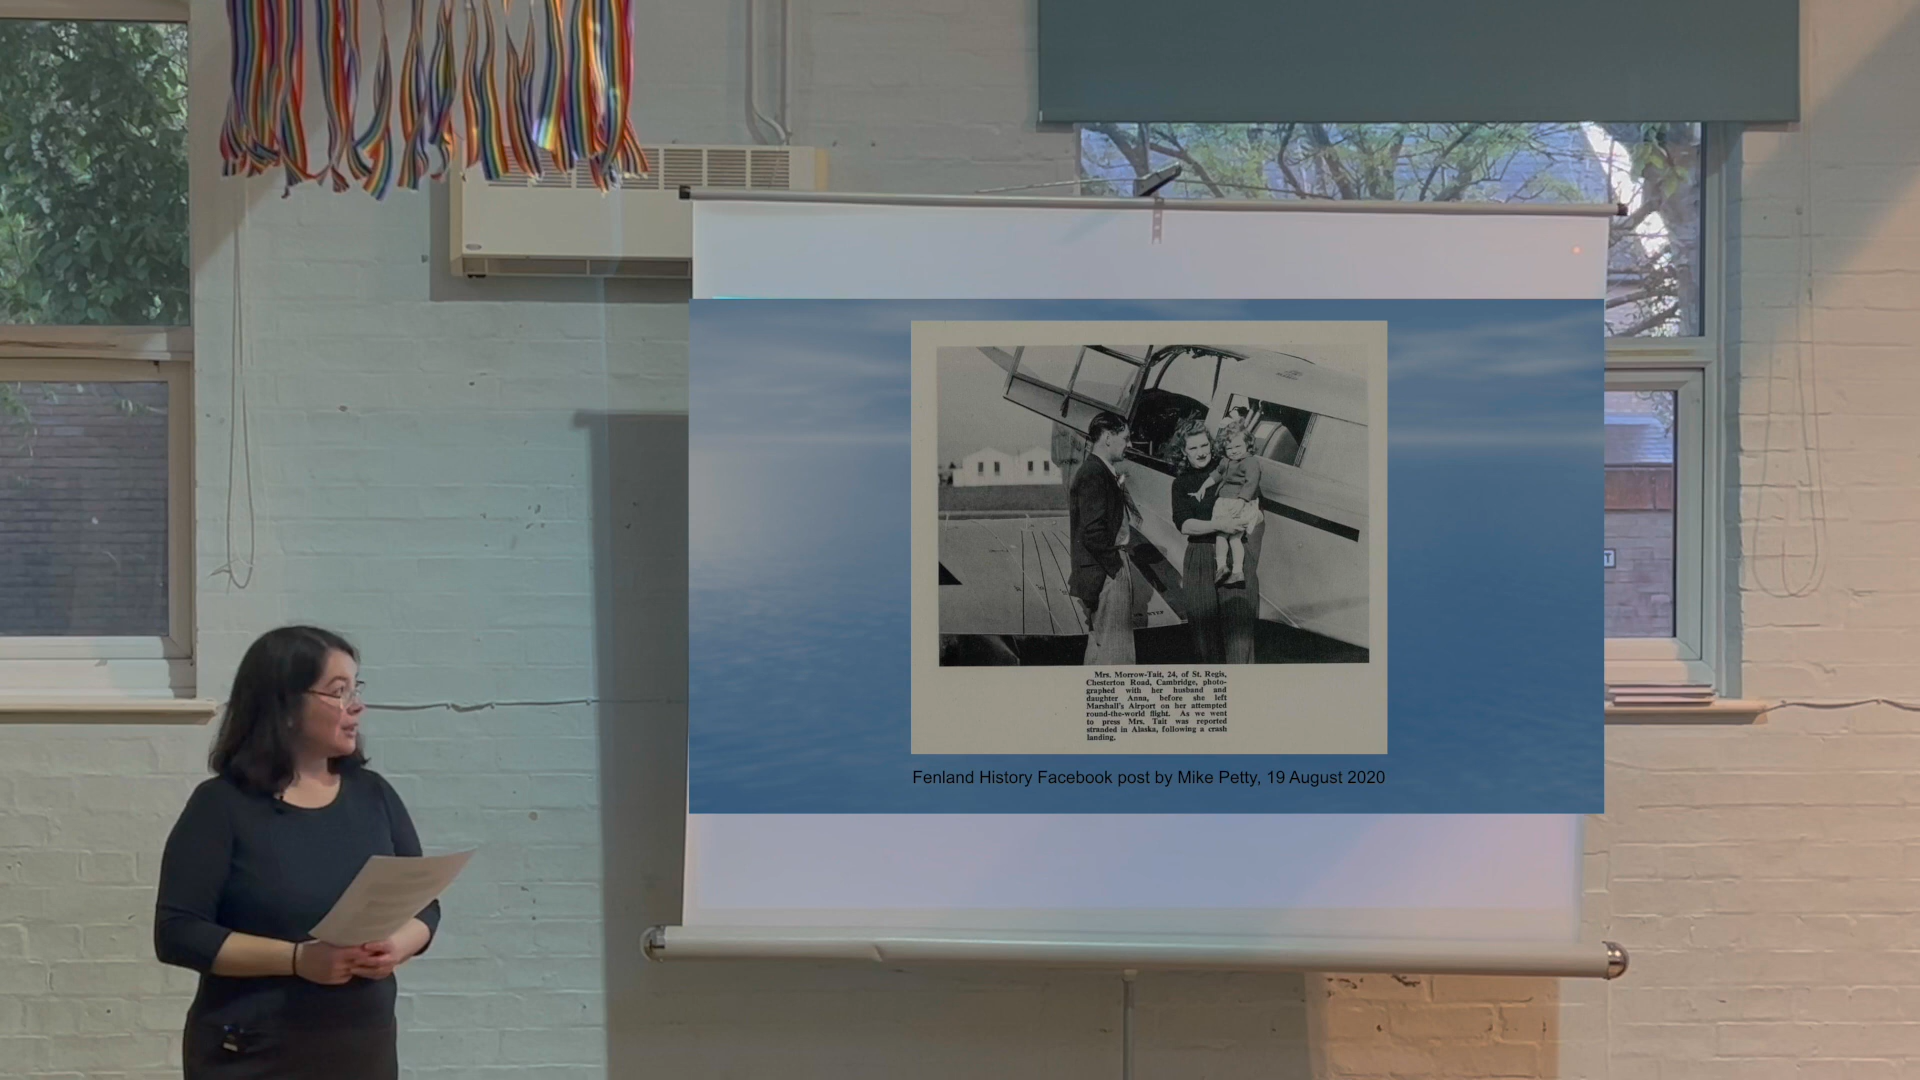 Mrs. Morrow-Tait, 24, of St. Regis,
Chesterton Road, Cambridge, photo-
graphed with her husband and
daughter Anna, before she left
Marshall's Airport on her attempted
round-the-world flight. As we went
to press Mrs. Tait was reported
stranded in Alaska, following a crash
landing.
Fenland History Facebook post by Mike Petty, 19 August 2020